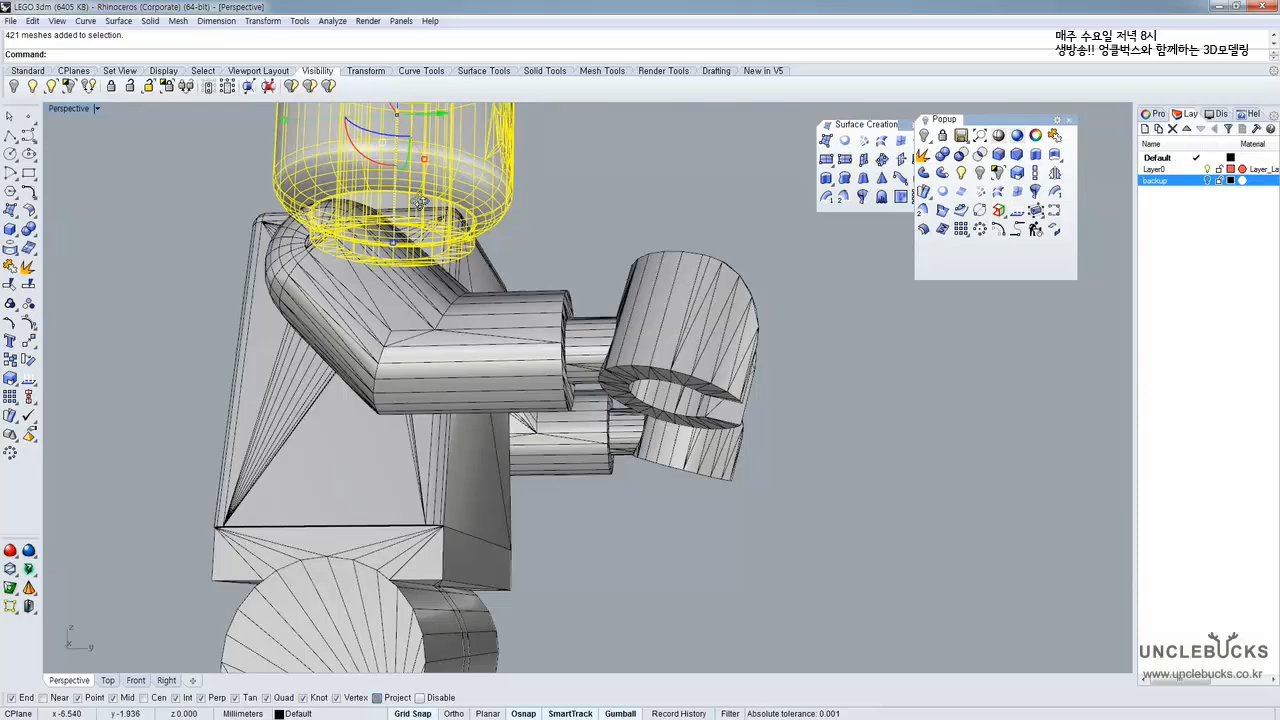 LEGO.3dm (6405 KB) - Rhinoceros (Corporate) (64-bit) - [Perspective]
File Edit View Curve Surface Solid Mesh Dimension Transform Tools Analyze Render Panels Help
421 meshes added to selection.
Command:
매주 수요일 저녁 8시
생방송!! 엉클벅스와 함께하는 3D모델링
Standard CPlanes Set View Display Select Viewport Layout Visibility Transform Curve Tools Surface Tools Solid Tools Mesh Tools Render Tools Drafting New in V5
Perspective
Surface Creation
Popup
Pro Lay Dis Hel
Name Material
Default
Layer0 Layer_La
backup
z
x y
UNCLEBUCKS
www.unclebucks.co.kr
Perspective Top Front Right
End Near Point Mid Cen Int Perp Tan Quad Knot Vertex Project Disable
CPlane x -6.540 y -1.936 z 0.000 Millimeters Default Grid Snap Ortho Planar Osnap SmartTrack Gumball Record History Filter Absolute tolerance: 0.001